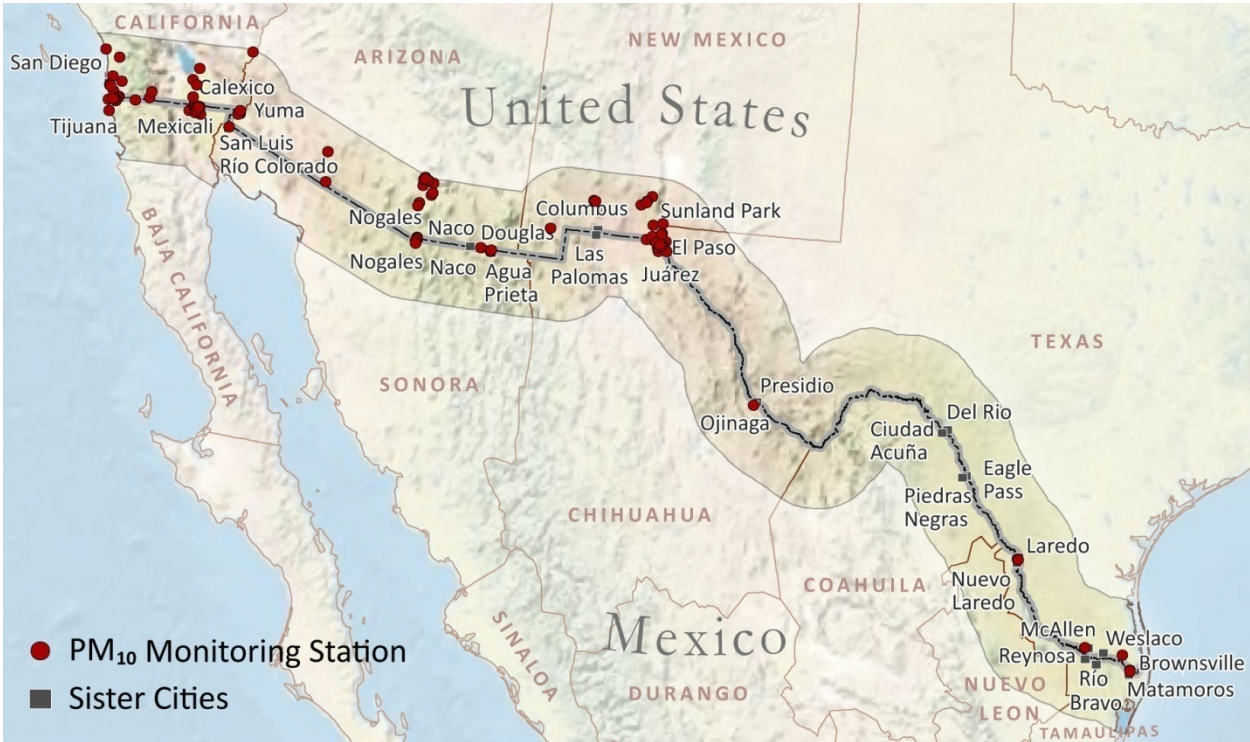 CALIFORNIA
ARIZONA
NEW MEXICO
San Diego
United States
Calexico
Yuma
Tijuana
Mexicali
San Luis
Río Colorado
Nogales
Naco
Douglas
Columbus
Sunland Park
El Paso
Nogales
Naco
Agua
Prieta
Las
Palomas
Juárez
BAJA CALIFORNIA
SONORA
TEXAS
Presidio
Ojinaga
Del Rio
Ciudad
Acuña
Eagle
Pass
Piedras
Negras
CHIHUAHUA
COAHUILA
Laredo
Nuevo
Laredo
SINALOA
Mexico
McAllen
Weslaco
Reynosa
Brownsville
Río
Bravo
Matamoros
DURANGO
NUEVO
LEON
TAMAULIPAS
PM₁₀ Monitoring Station
Sister Cities